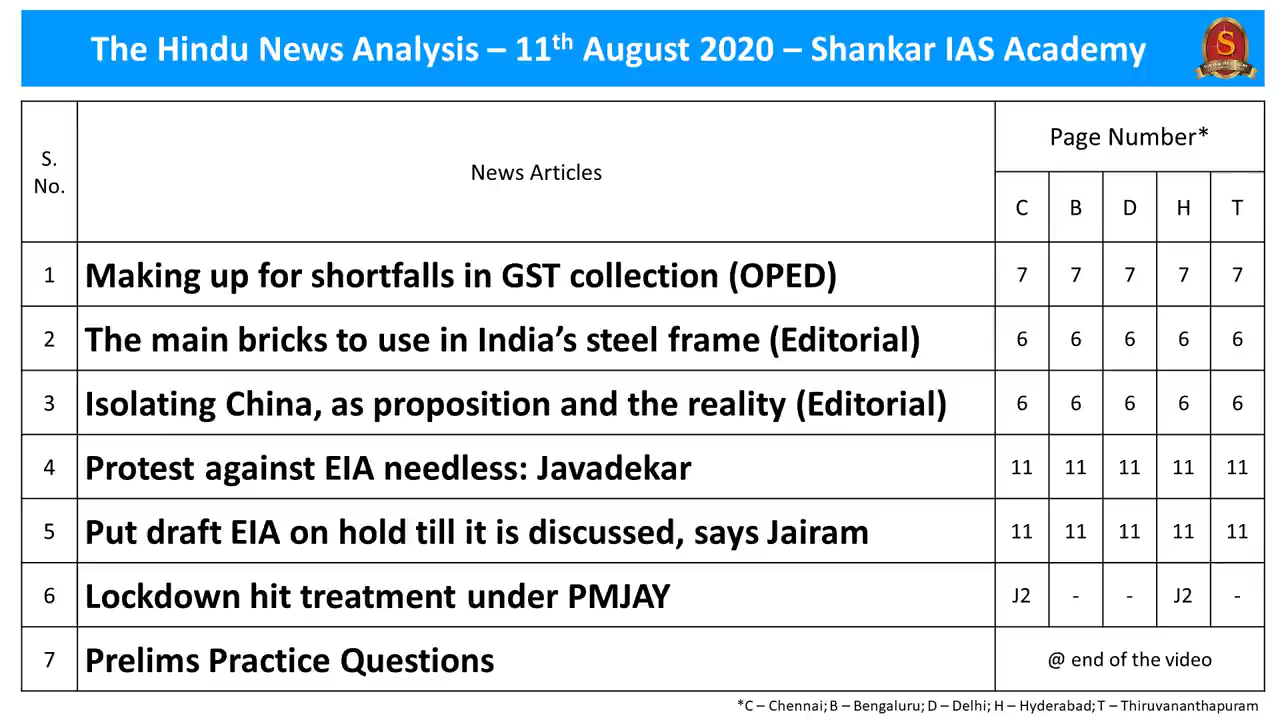 The Hindu News Analysis – 11th August 2020 – Shankar IAS Academy
S. No. News Articles Page Number*
C B D H T
1 Making up for shortfalls in GST collection (OPED) 7 7 7 7 7
2 The main bricks to use in India’s steel frame (Editorial) 6 6 6 6 6
3 Isolating China, as proposition and the reality (Editorial) 6 6 6 6 6
4 Protest against EIA needless: Javadekar 11 11 11 11 11
5 Put draft EIA on hold till it is discussed, says Jairam 11 11 11 11 11
6 Lockdown hit treatment under PMJAY J2 - - J2 -
7 Prelims Practice Questions @ end of the video
*C – Chennai; B – Bengaluru; D – Delhi; H – Hyderabad; T – Thiruvananthapuram